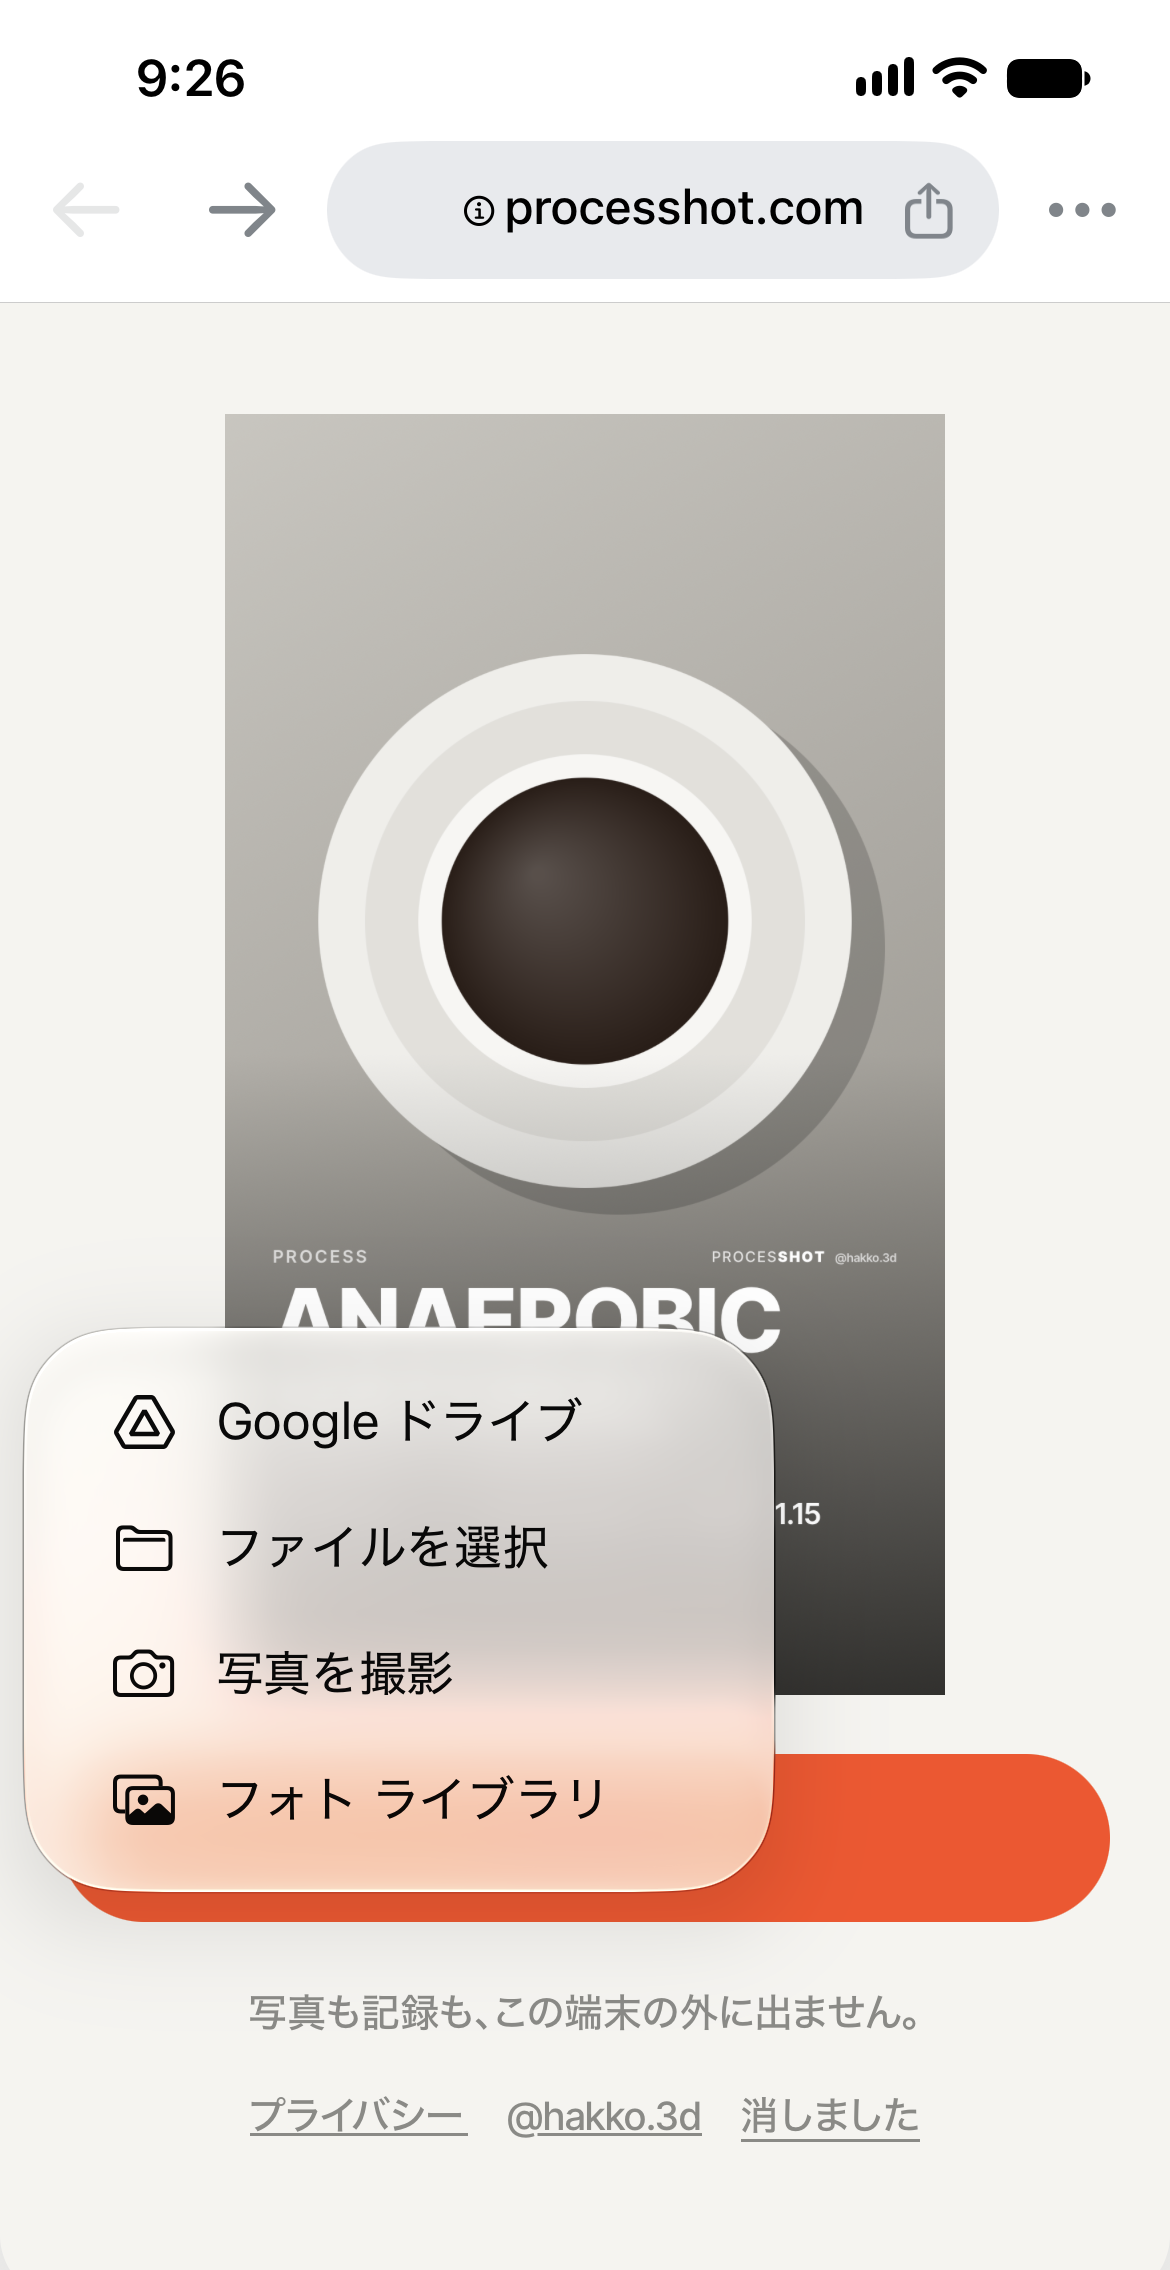 9:26
processhot.com
PROCESS
PROCESSHOT @hakko.3d
ANAEROBIC
1.15
Google ドライブ
ファイルを選択
写真を撮影
フォト ライブラリ
写真も記録も、この端末の外に出ません。
プライバシー @hakko.3d 消しました